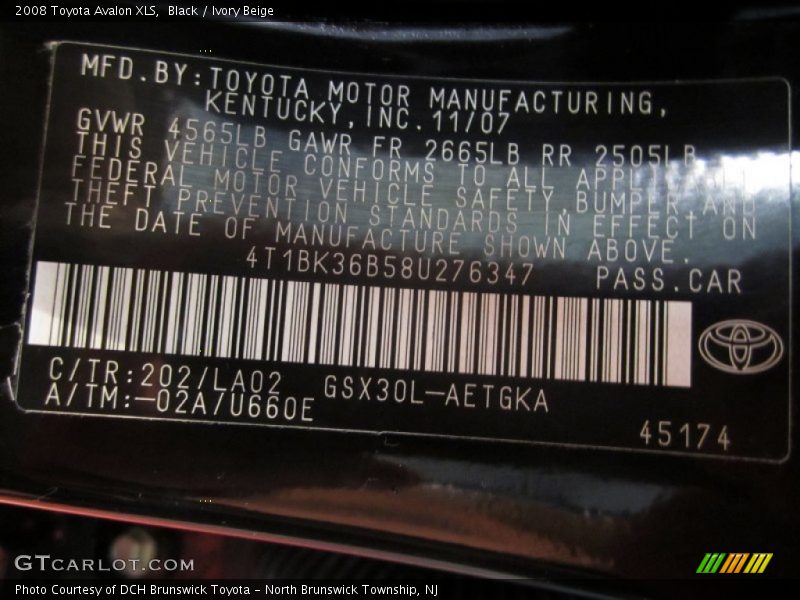 2008 Toyota Avalon XLS, Black / Ivory Beige
MFD.BY:TOYOTA MOTOR MANUFACTURING,
KENTUCKY,INC.11/07
GVWR 4565LB GAWR FR 2665LB RR 2505LB
THIS VEHICLE CONFORMS TO ALL
FEDERAL MOTOR VEHICLE SAFETY,BUMPER AND
THEFT PREVENTION STANDARDS IN EFFECT ON
THE DATE OF MANUFACTURE SHOWN ABOVE.
4T1BK36B58U276347 PASS.CAR
C/TR:202/LA02 GSX30L-AETGKA
A/TM:-02A/U660E
45174
GTCARLOT.COM
Photo Courtesy of DCH Brunswick Toyota - North Brunswick Township, NJ